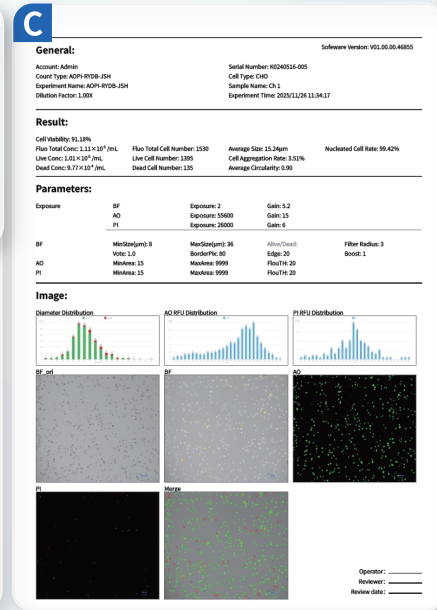 C
Sofeware Version: V01.00.00.46855
General:
Account: Admin Serial Number: K0240516-005
Count Type: AOPI-RYDB-JSH Cell Type: CHO
Experiment Name: AOPI-RYDB-JSH Sample Name: Ch 1
Dilution Factor: 1.00X Experiment Time: 2025/11/26 11:34:17
Result:
Cell Viability: 91.18%
Fluo Total Conc: 1.11×10⁶ /mL Fluo Total Cell Number: 1530 Average Size: 15.24μm Nucleated Cell Rate: 99.42%
Live Conc: 1.01×10⁶ /mL Live Cell Number: 1395 Cell Aggregation Rate: 3.51%
Dead Conc: 9.77×10⁴ /mL Dead Cell Number: 135 Average Circularity: 0.90
Parameters:
Exposure BF Exposure: 2 Gain: 5.2
AO Exposure: 55600 Gain: 15
PI Exposure: 26000 Gain: 6
BF MinSize(μm): 8 MaxSize(μm): 36 Alive/Dead: Filter Radius: 3
Vote: 1.0 BorderPix: 80 Edge: 20 Boost: 1
AO MinArea: 15 MaxArea: 9999 FlouTH: 20
PI MinArea: 15 MaxArea: 9999 FlouTH: 20
Image:
Diameter Distribution AO RFU Distribution PI RFU Distribution
BF_ori BF AO
PI Merge
Operator:
Reviewer:
Review date: